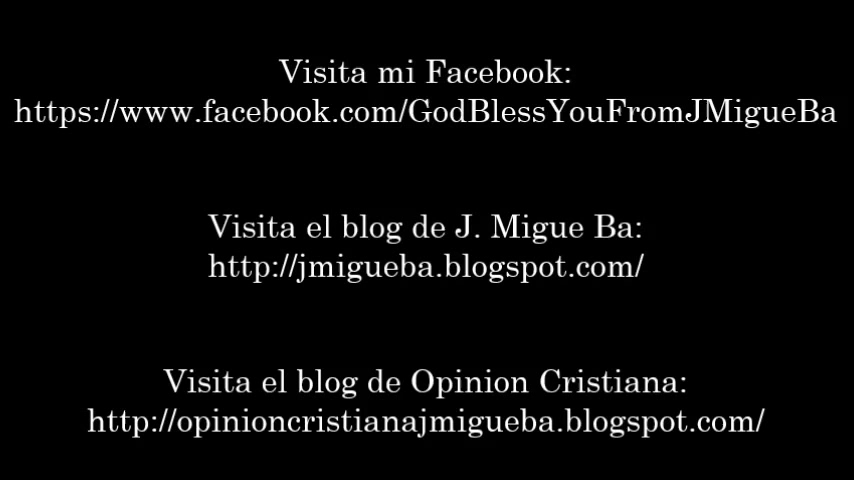 Visita mi Facebook:
https://www.facebook.com/GodBlessYouFromJMigueBa
Visita el blog de J. Migue Ba:
http://jmigueba.blogspot.com/
Visita el blog de Opinion Cristiana:
http://opinioncristianajmigueba.blogspot.com/